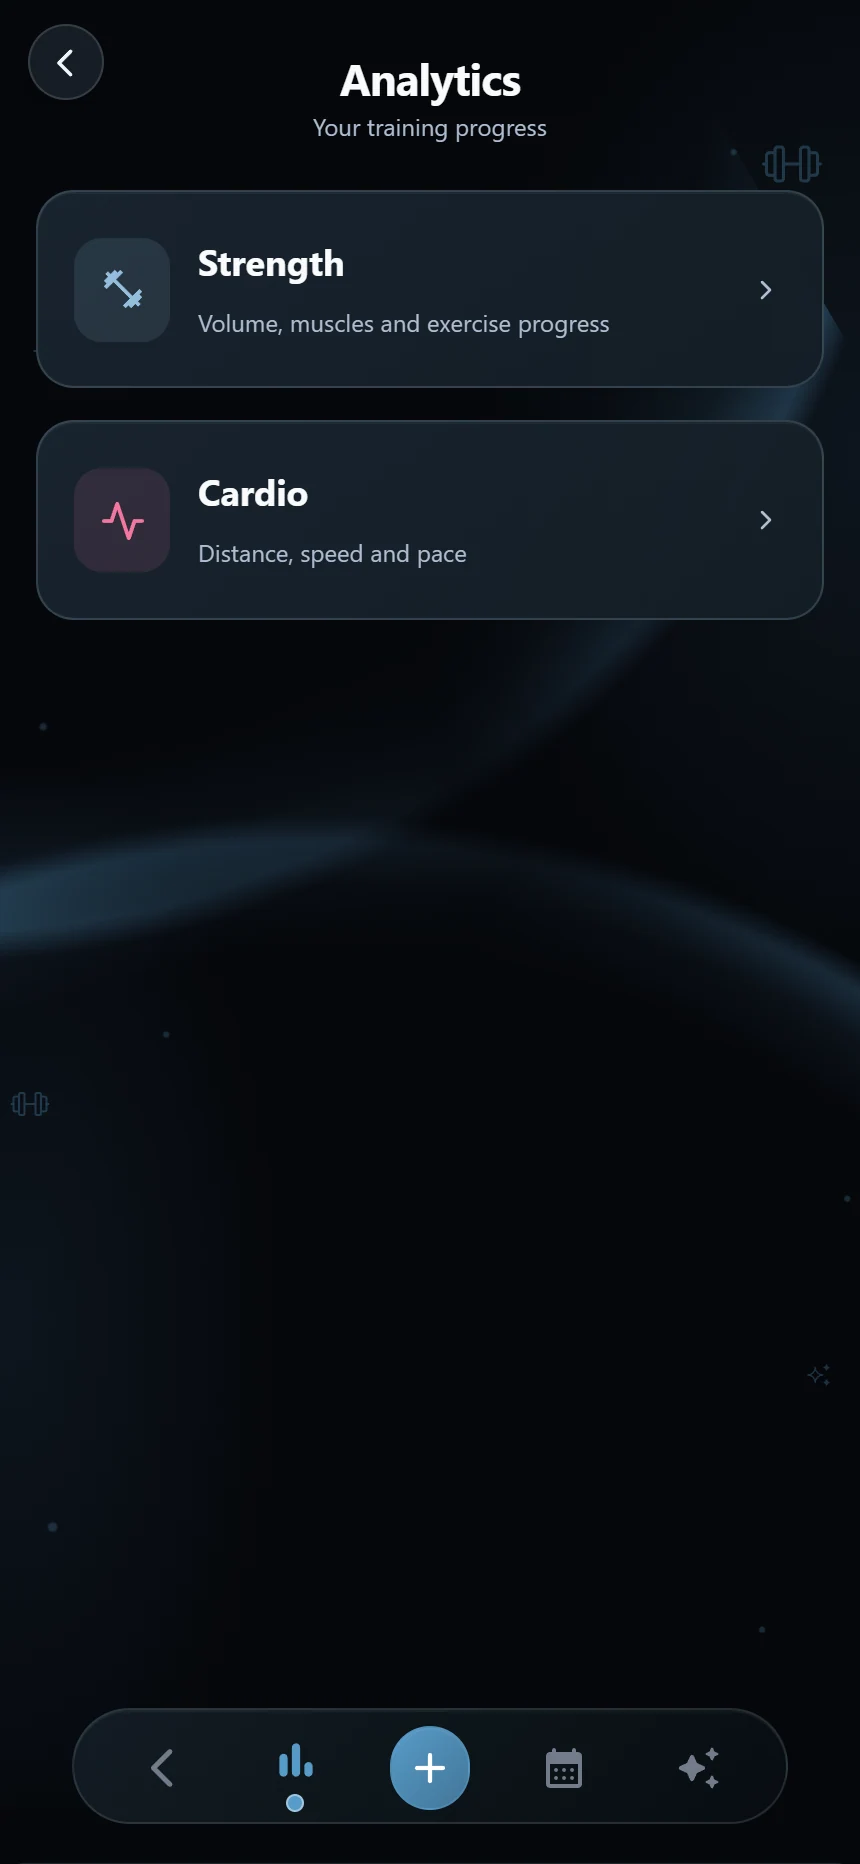 Analytics
Your training progress
Strength
Volume, muscles and exercise progress
Cardio
Distance, speed and pace